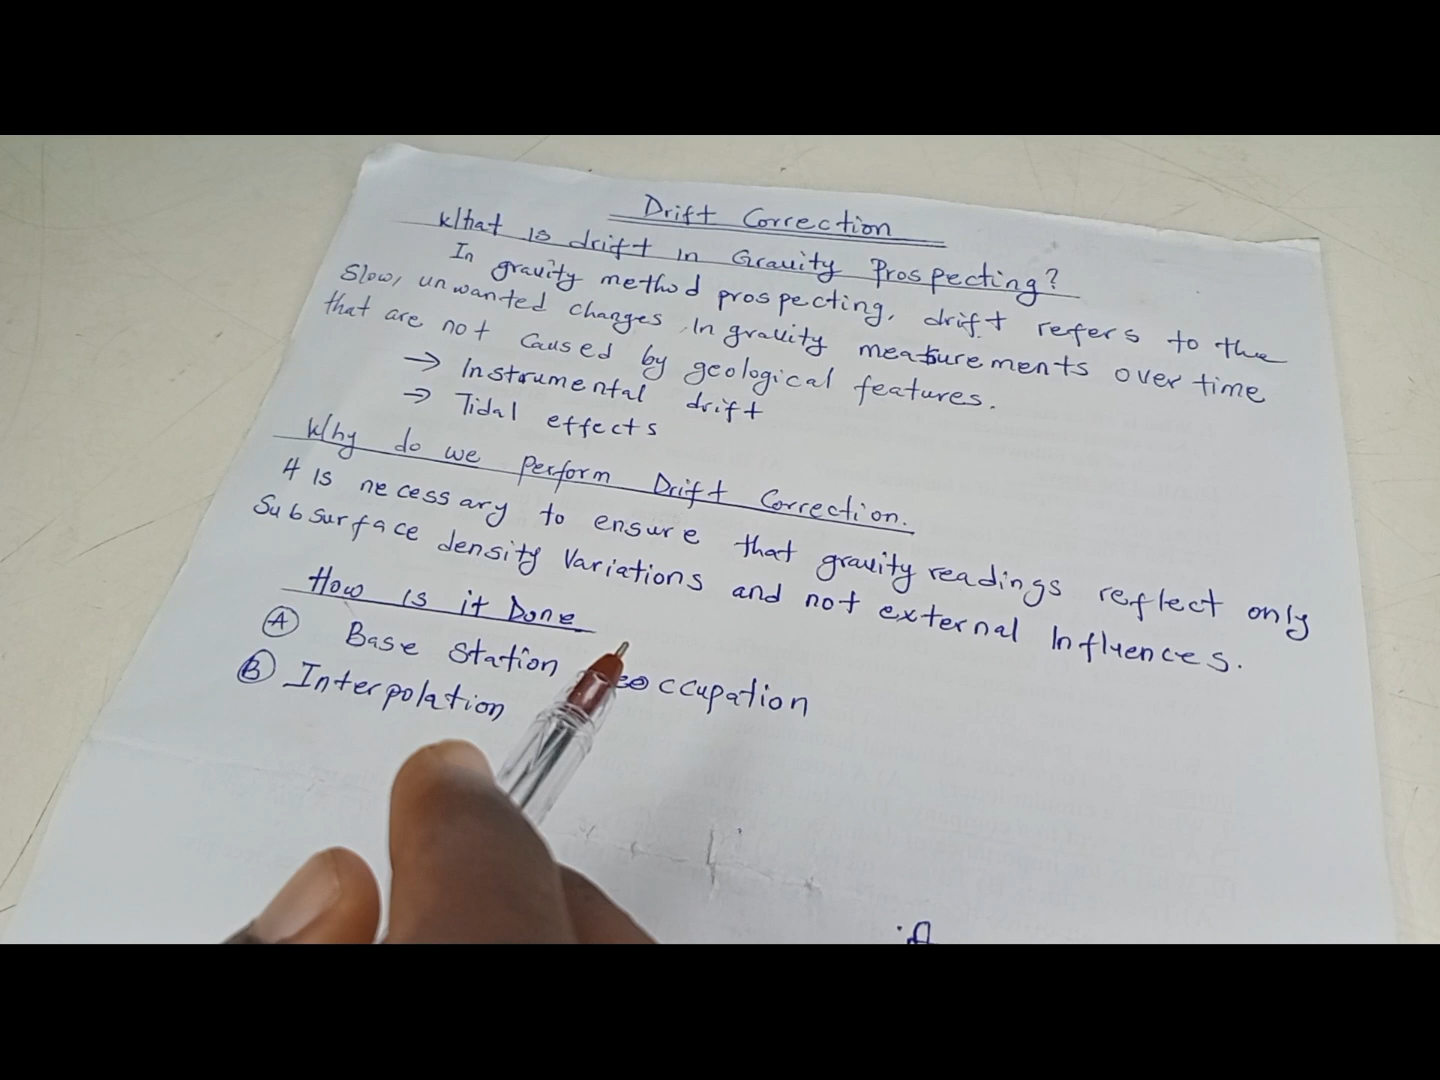 Drift Correction
What is drift in Gravity Prospecting?
In gravity method prospecting, drift refers to the
Slow, unwanted changes in gravity measurements over time
that are not caused by geological features.
→ Instrumental drift
→ Tidal effects
Why do we perform Drift Correction.
It is necessary to ensure that gravity readings reflect only
Subsurface density Variations and not external Influences.
How is it Done
A Base Station
B Interpolation